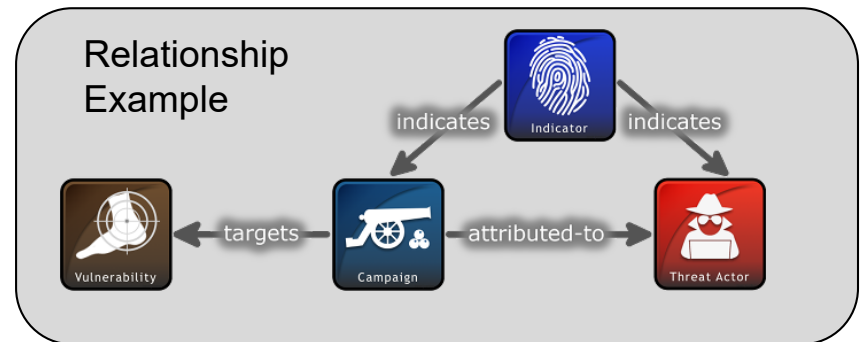 Relationship
Example
Indicator
indicates
indicates
Vulnerability
targets
Campaign
attributed-to
Threat Actor